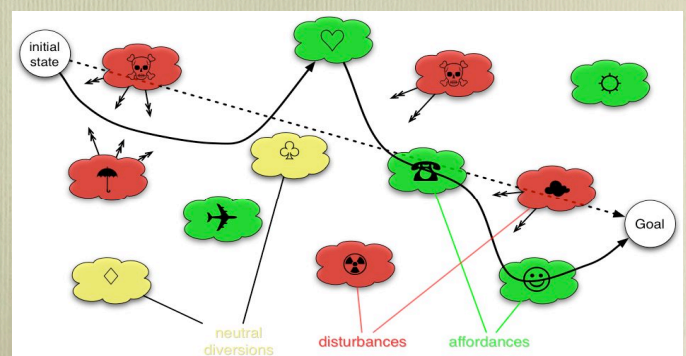 initial
state
Goal
neutral
diversions
disturbances
affordances